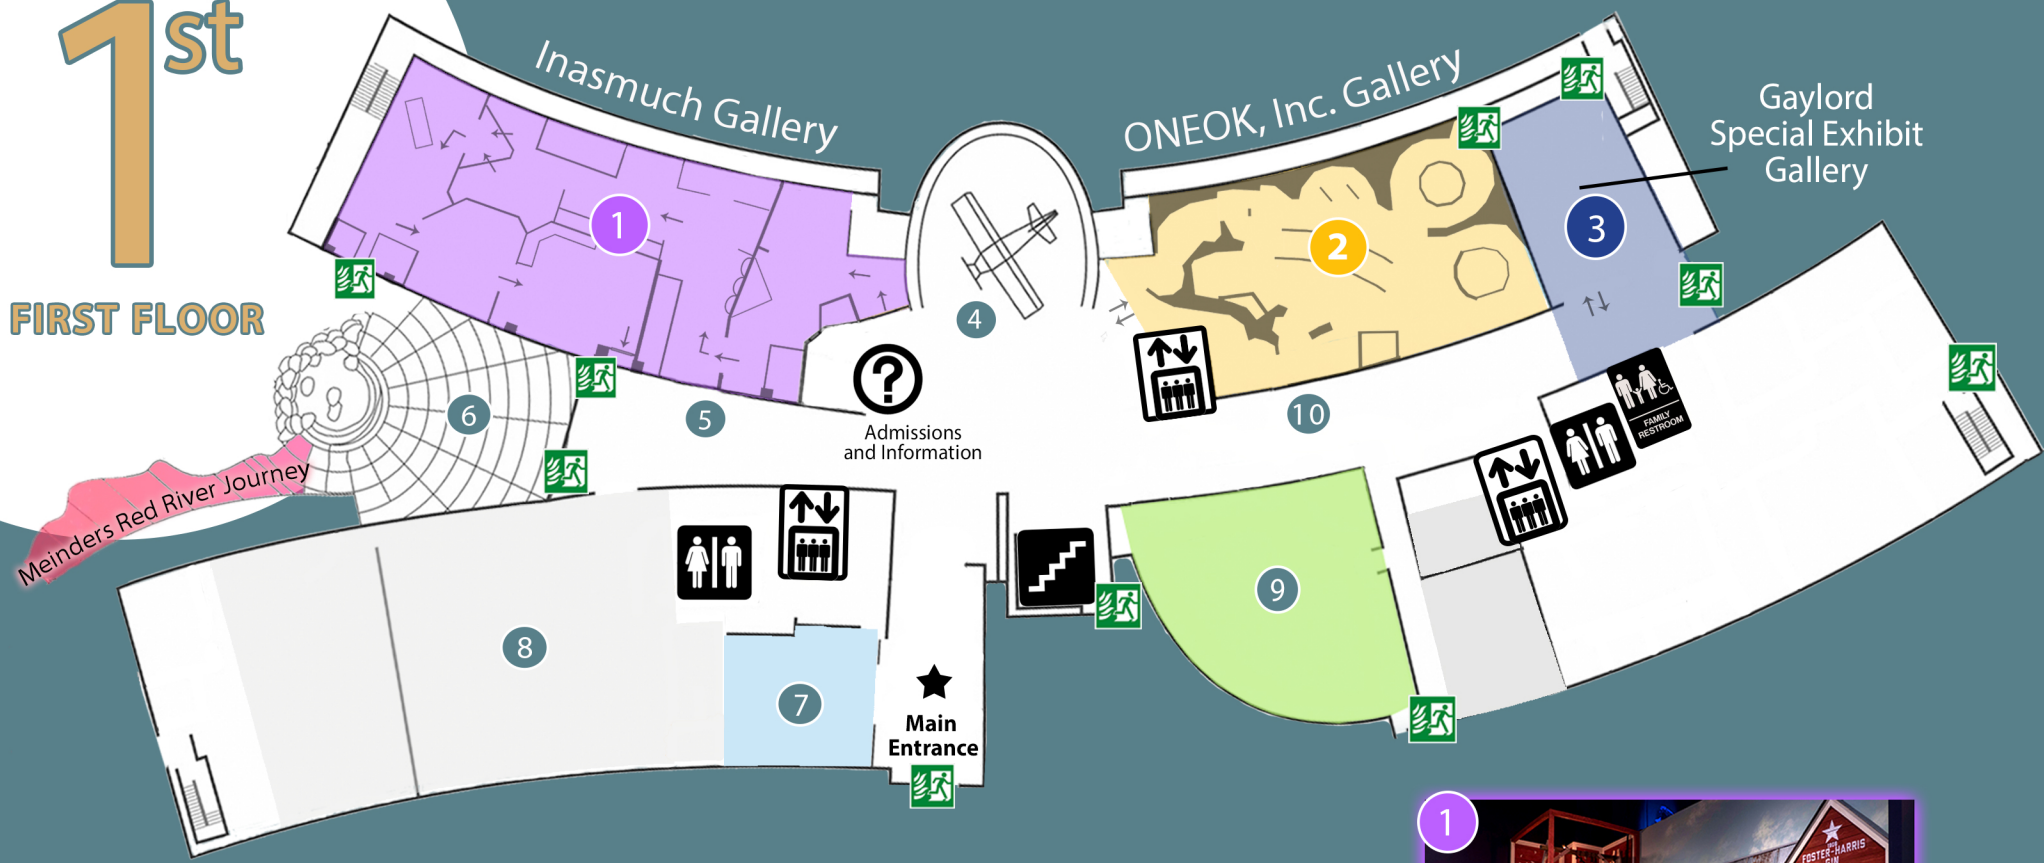 1st
FIRST FLOOR
Inasmuch Gallery
ONEOK, Inc. Gallery
Gaylord
Special Exhibit
Gallery
1
2
3
4
5
6
10
?
Admissions
and Information
FAMILY
RESTROOM
Meinders Red River Journey
8
9
7
Main
Entrance
1
FOSTER-HARRIS
GIN